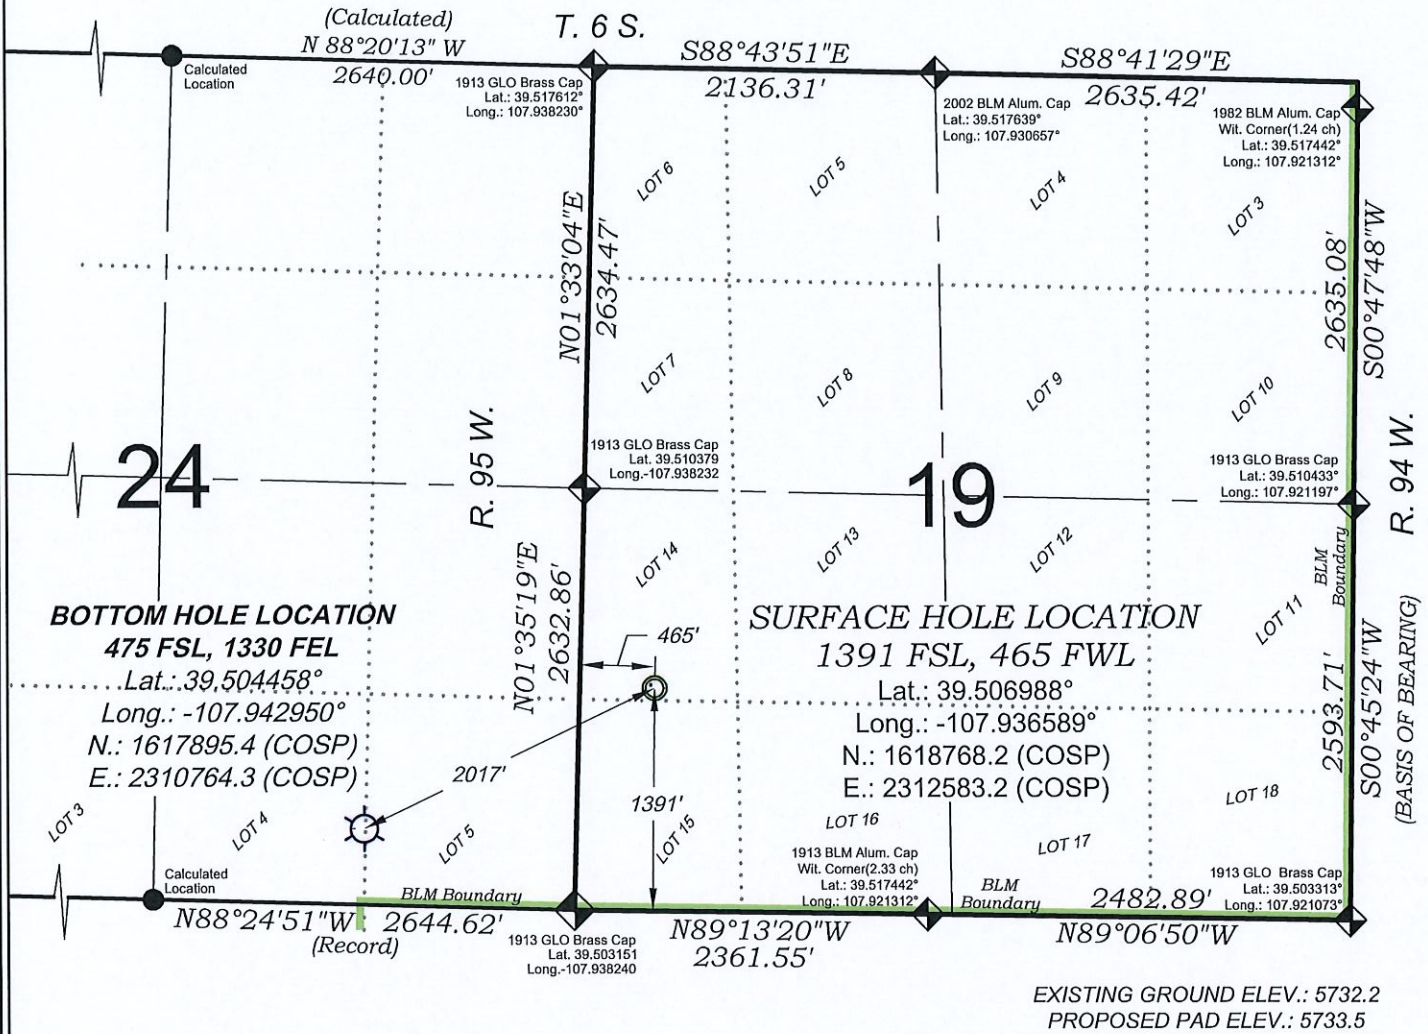 (Calculated)
N 88°20'13" W
2640.00'
T. 6 S.
S88°43'51"E
2136.31'
S88°41'29"E
2635.42'
Calculated
Location
1913 GLO Brass Cap
Lat.: 39.517612°
Long.: 107.938230°
2002 BLM Alum. Cap
Lat.: 39.517639°
Long.: 107.930657°
1982 BLM Alum. Cap
Wit. Corner(1.24 ch)
Lat.: 39.517442°
Long.: 107.921312°
LOT 6
LOT 5
LOT 4
LOT 3
N01°33'04"E
2634.47'
2635.08'
S00°47'48"W
LOT 7
LOT 8
LOT 9
LOT 10
R. 95 W.
R. 94 W.
1913 GLO Brass Cap
Lat. 39.510379
Long.-107.938232
1913 GLO Brass Cap
Lat.: 39.510433°
Long.: 107.921197°
24
19
LOT 14
LOT 13
LOT 12
LOT 11
BLM
Boundary
N01°35'19"E
2632.86'
BOTTOM HOLE LOCATION
475 FSL, 1330 FEL
Lat.: 39.504458°
Long.: -107.942950°
N.: 1617895.4 (COSP)
E.: 2310764.3 (COSP)
465'
SURFACE HOLE LOCATION
1391 FSL, 465 FWL
Lat.: 39.506988°
Long.: -107.936589°
N.: 1618768.2 (COSP)
E.: 2312583.2 (COSP)
2593.71'
S00°45'24"W
(BASIS OF BEARING)
2017'
1391'
LOT 3
LOT 4
LOT 5
LOT 15
LOT 16
LOT 17
LOT 18
1913 BLM Alum. Cap
Wit. Corner(2.33 ch)
Lat.: 39.517442°
Long.: 107.921312°
BLM
Boundary
2482.89'
1913 GLO Brass Cap
Lat.: 39.503313°
Long.: 107.921073°
Calculated
Location
BLM Boundary
N88°24'51"W
2644.62'
(Record)
1913 GLO Brass Cap
Lat. 39.503151
Long.-107.938240
N89°13'20"W
2361.55'
N89°06'50"W
EXISTING GROUND ELEV.: 5732.2
PROPOSED PAD ELEV.: 5733.5